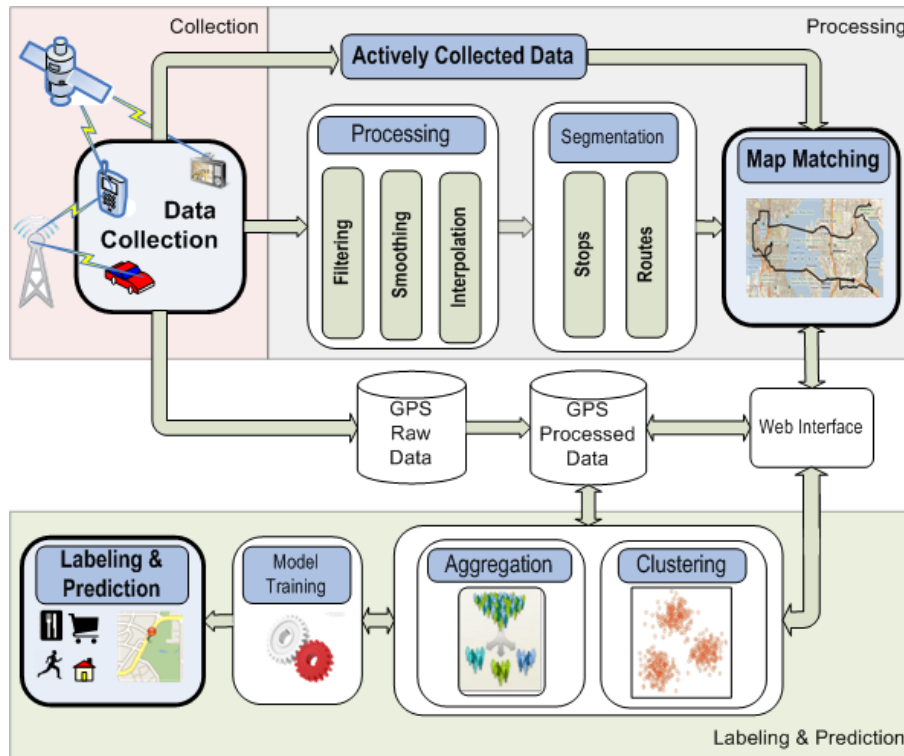 Collection
Processing
Actively Collected Data
Data
Collection
Processing
Filtering
Smoothing
Interpolation
Segmentation
Stops
Routes
Map Matching
GPS
Raw
Data
GPS
Processed
Data
Web Interface
Labeling &
Prediction
Model
Training
Aggregation
Clustering
Labeling & Prediction